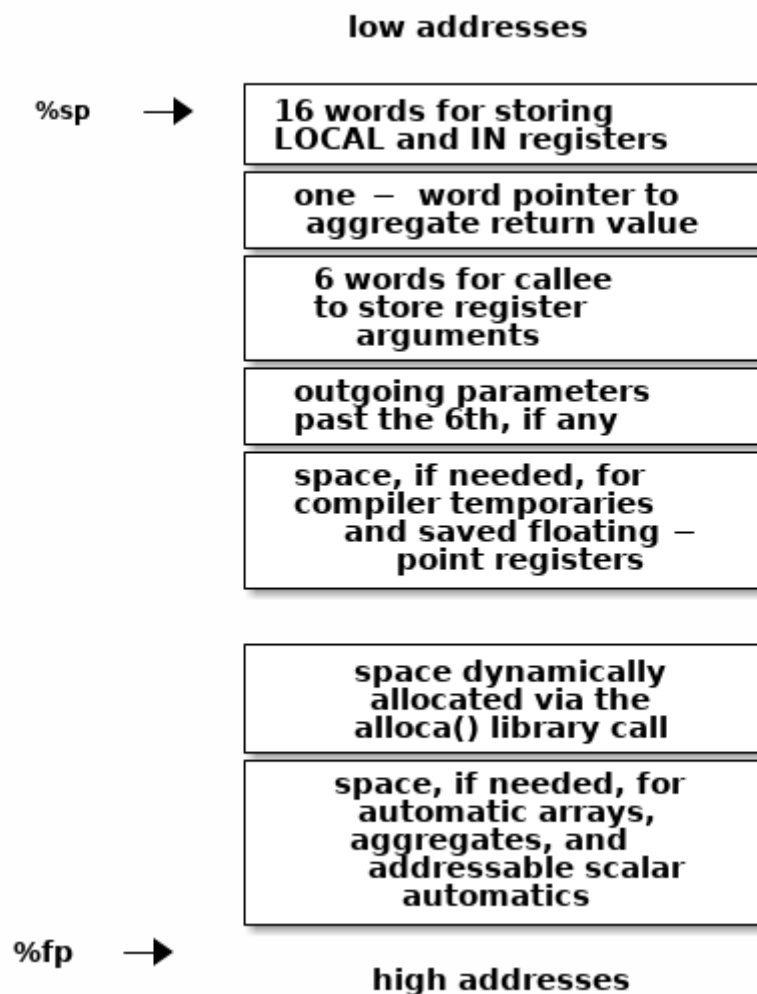 low addresses
%sp
16 words for storing
LOCAL and IN registers
one – word pointer to
aggregate return value
6 words for callee
to store register
arguments
outgoing parameters
past the 6th, if any
space, if needed, for
compiler temporaries
and saved floating –
point registers
space dynamically
allocated via the
alloca() library call
space, if needed, for
automatic arrays,
aggregates, and
addressable scalar
automatics
%fp
high addresses